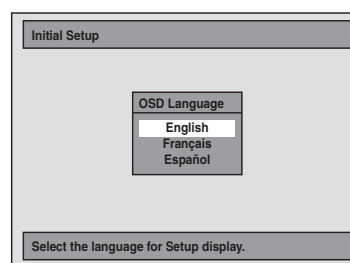 Initial Setup
OSD Language
English
Français
Español
Select the language for Setup display.